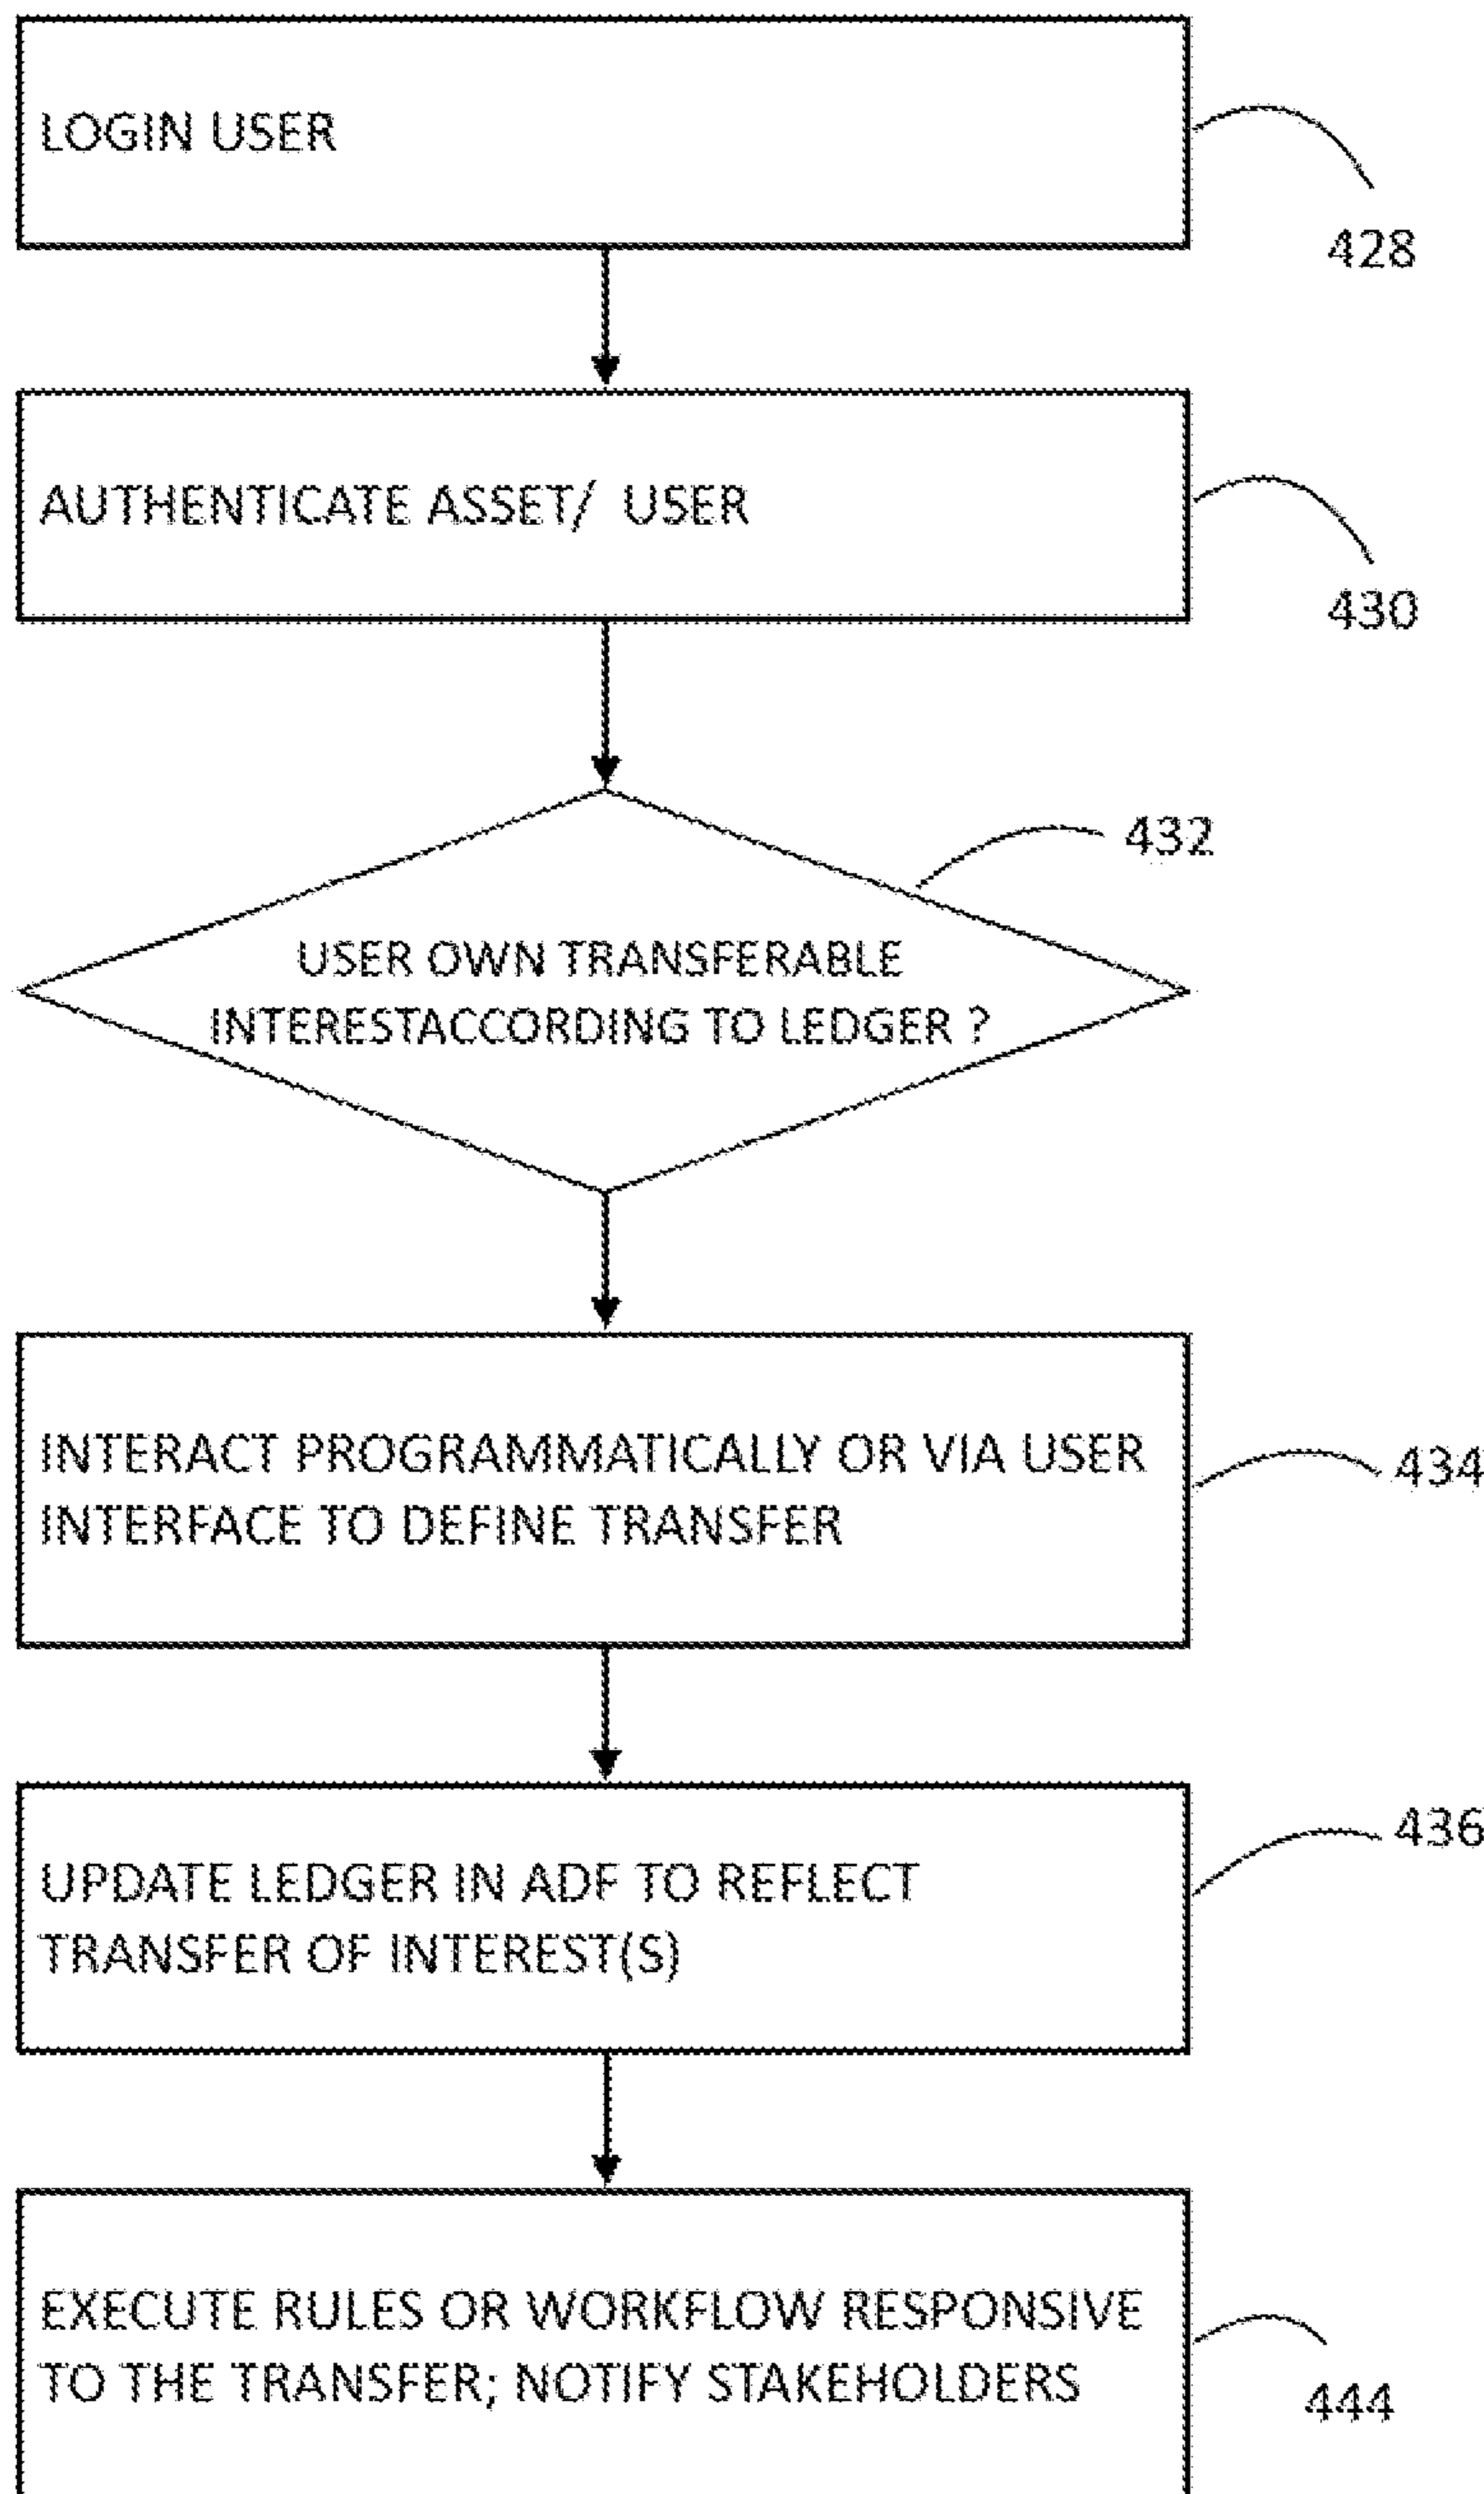 LOGIN USER
428
AUTHENTICATE ASSET/ USER
430
432
USER OWN TRANSFERABLE
INTERESTACCORDING TO LEDGER ?
INTERACT PROGRAMMATICALLY OR VIA USER
INTERFACE TO DEFINE TRANSFER
434
UPDATE LEDGER IN ADF TO REFLECT
TRANSFER OF INTEREST(S)
436
EXECUTE RULES OR WORKFLOW RESPONSIVE
TO THE TRANSFER; NOTIFY STAKEHOLDERS
444